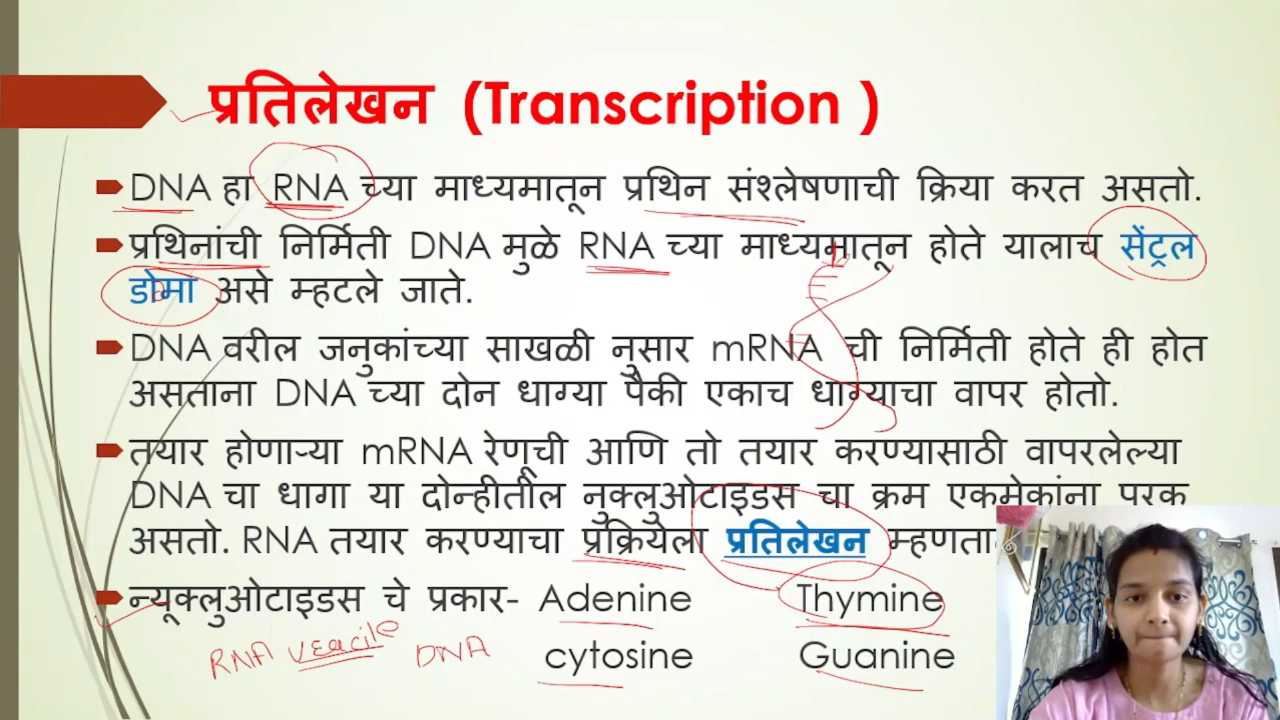 प्रतिलेखन (Transcription )
DNA हा RNA च्या माध्यमातून प्रथिन संश्लेषणाची क्रिया करत असतो.
प्रथिनांची निर्मिती DNA मुळे RNA च्या माध्यमातून होते यालाच सेंट्रल
डोमा असे म्हटले जाते.
DNA वरील जनुकांच्या साखळी नुसार mRNA ची निर्मिती होते ही होत
असताना DNA च्या दोन धाग्या पैकी एकाच धाग्याचा वापर होतो.
तयार होणाऱ्या mRNA रेणूची आणि तो तयार करण्यासाठी वापरलेल्या
DNA चा धागा या दोन्हीतील नुक्लुओटाइडस चा क्रम एकमेकांना परक
असतो. RNA तयार करण्याचा प्रक्रियेला प्रतिलेखन
न्यूक्लुओटाइडस चे प्रकार- Adenine Thymine
cytosine Guanine
RNA DNA